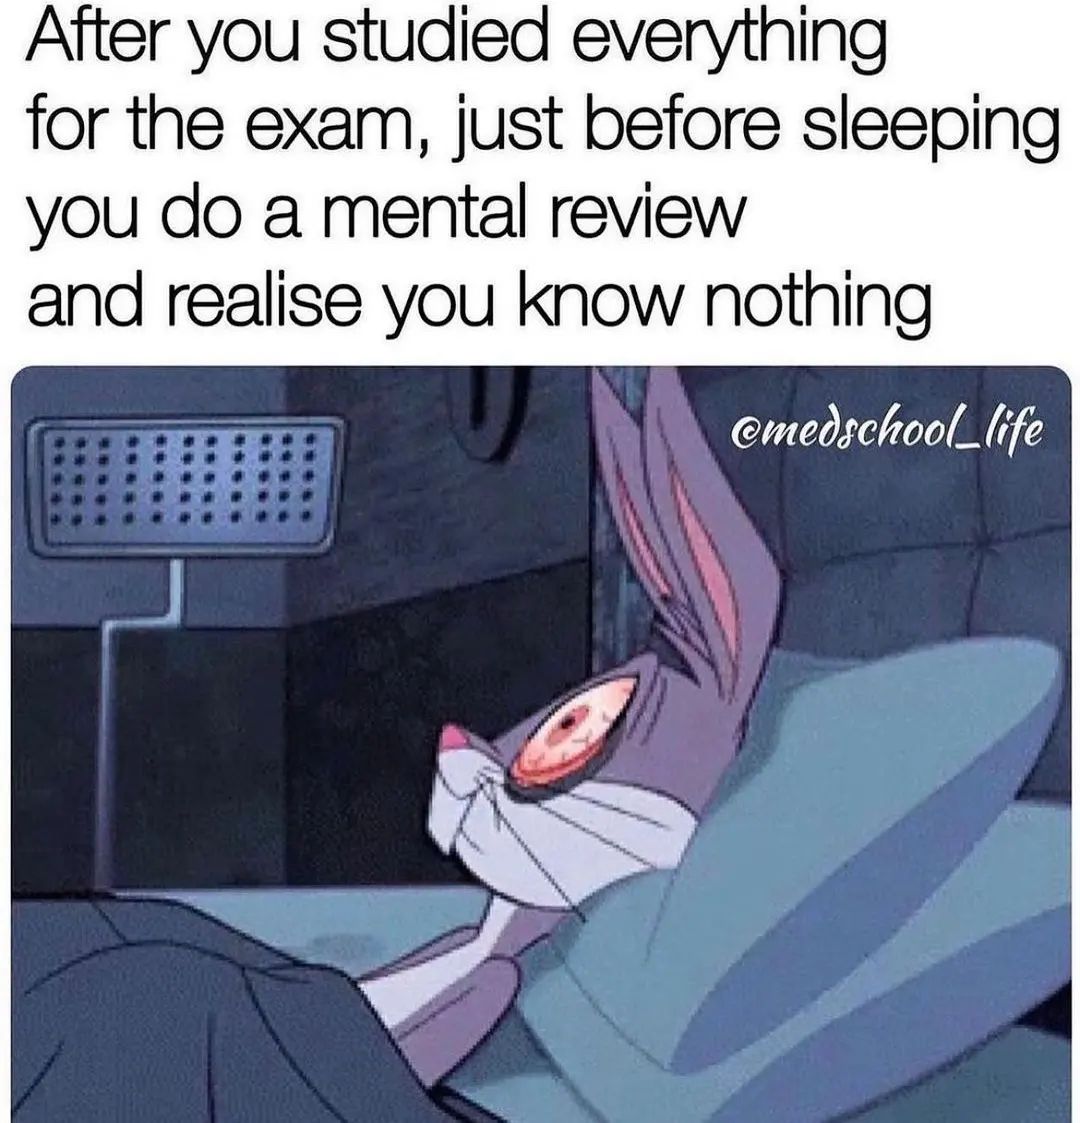 After you studied everything
for the exam, just before sleeping
you do a mental review
and realise you know nothing
@medschool_life